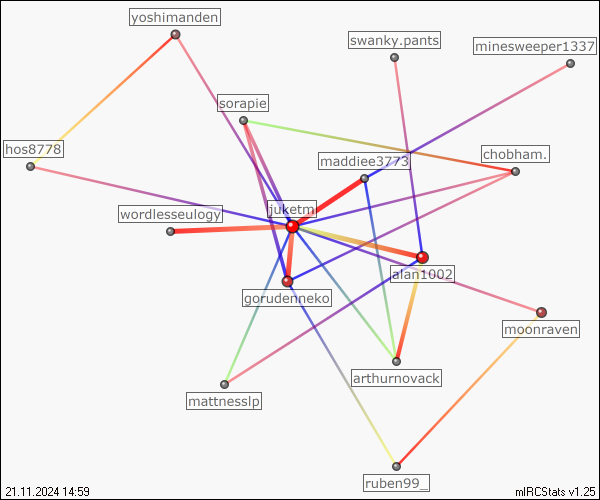 yoshimanden
swanky.pants
minesweeper1337
sorapie
hos8778
maddiee3773
chobham.
juketm
wordlesseulogy
alan1002
gorudenneko
moonraven
arthurnovack
mattnesslp
ruben99_
21.11.2024 14:59
mIRCStats v1.25